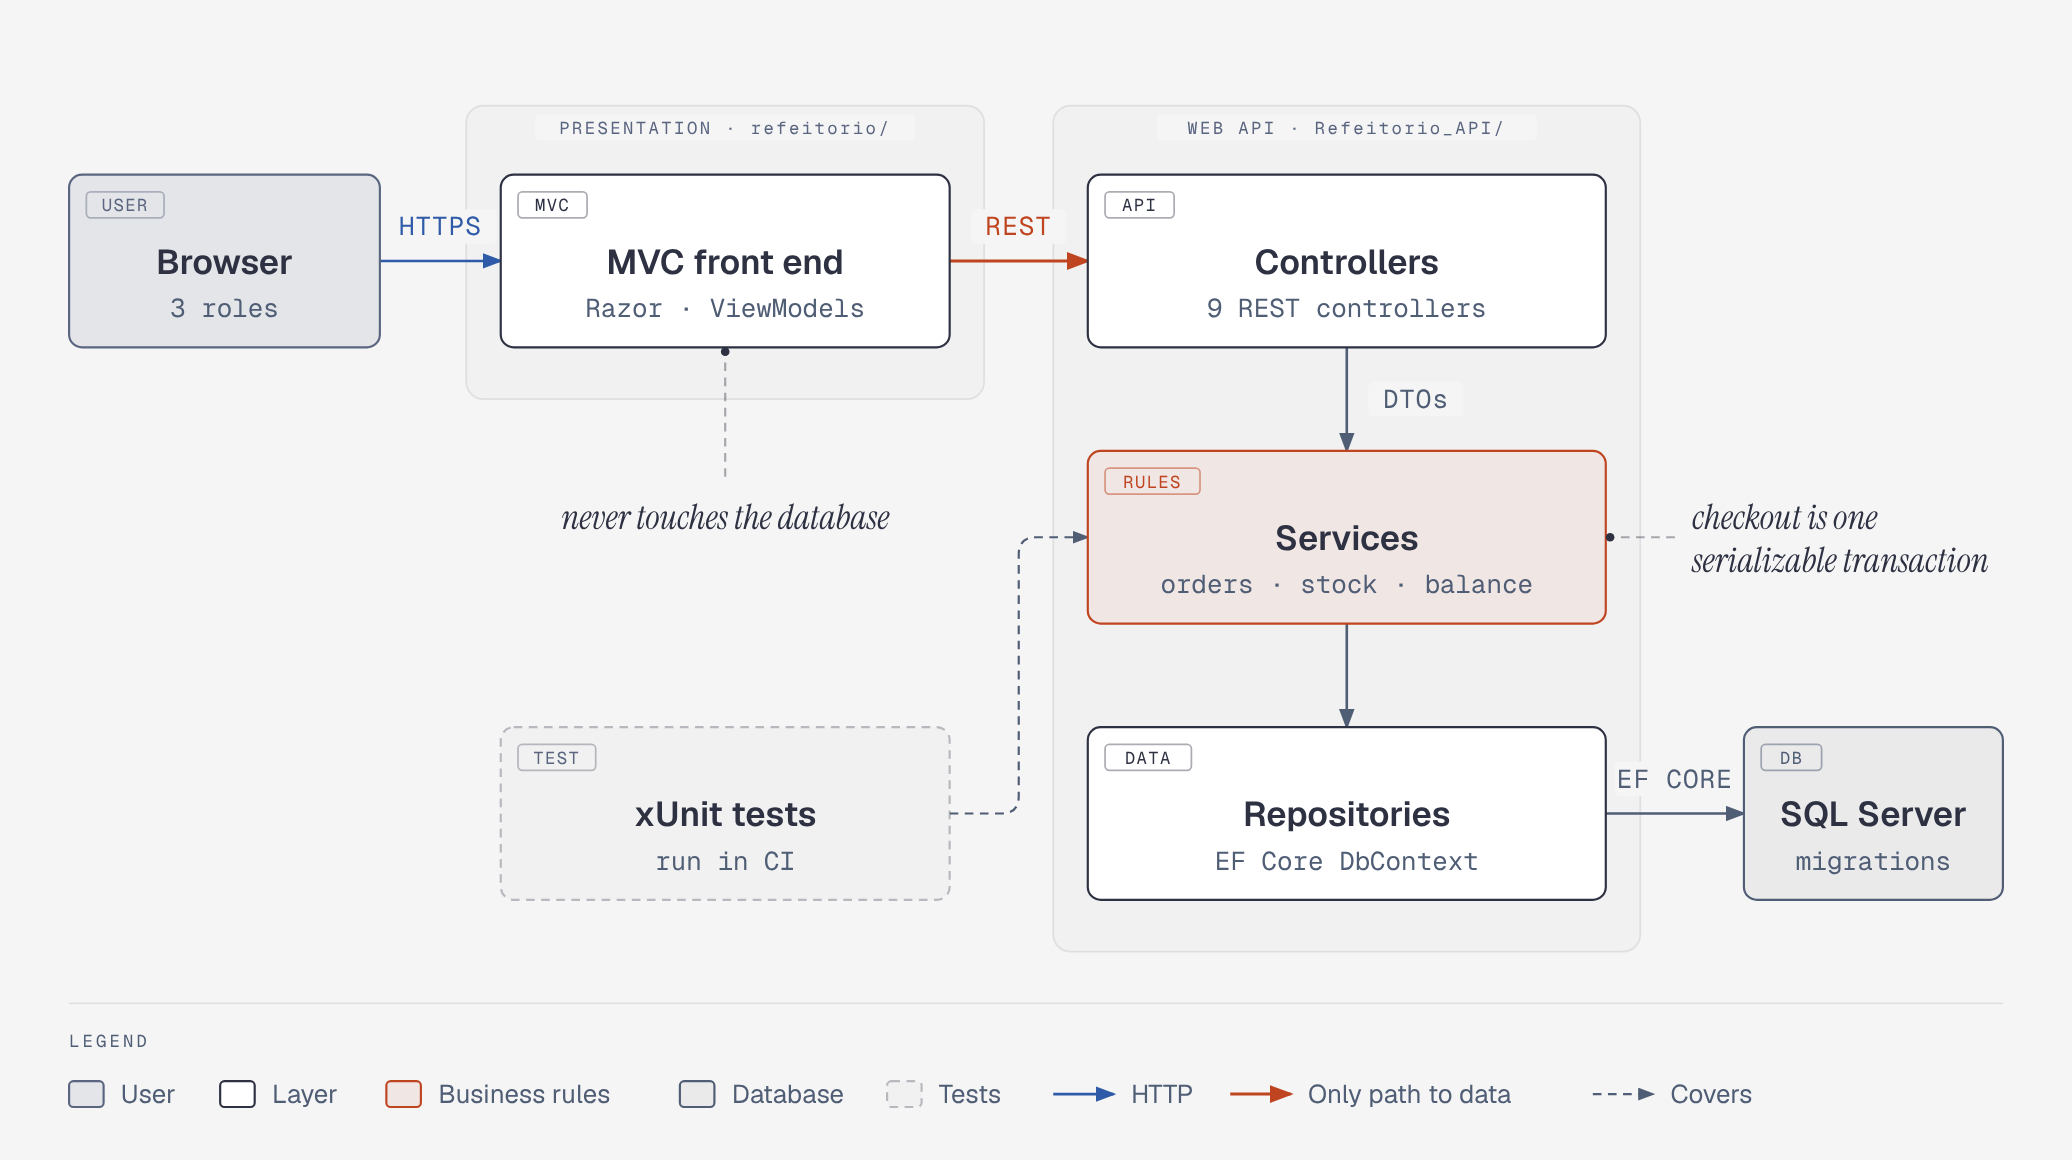 PRESENTATION · refeitorio/
WEB API · Refeitorio_API/
USER
Browser
3 roles
HTTPS
MVC
MVC front end
Razor · ViewModels
REST
API
Controllers
9 REST controllers
DTOs
never touches the database
RULES
Services
orders · stock · balance
checkout is one
serializable transaction
TEST
xUnit tests
run in CI
DATA
Repositories
EF Core DbContext
EF CORE
DB
SQL Server
migrations
LEGEND
User
Layer
Business rules
Database
Tests
HTTP
Only path to data
Covers